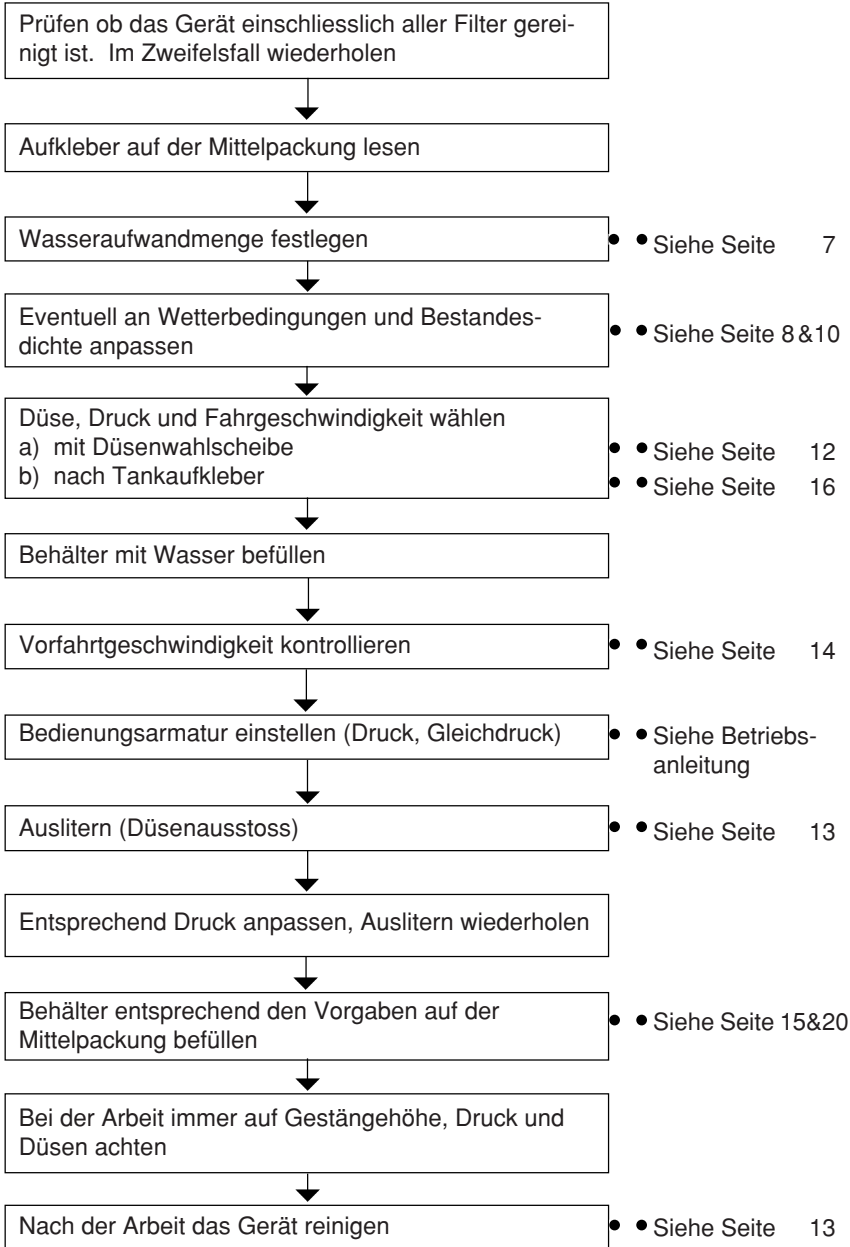 Prüfen ob das Gerät einschliesslich aller Filter gerei-
nigt ist. Im Zweifelsfall wiederholen
Aufkleber auf der Mittelpackung lesen
Wasseraufwandmenge festlegen
Siehe Seite 7
Eventuell an Wetterbedingungen und Bestandes-
dichte anpassen
Siehe Seite 8&10
Düse, Druck und Fahrgeschwindigkeit wählen
a) mit Düsenwahlscheibe
Siehe Seite 12
b) nach Tankaufkleber
Siehe Seite 16
Behälter mit Wasser befüllen
Vorfahrtgeschwindigkeit kontrollieren
Siehe Seite 14
Bedienungsarmatur einstellen (Druck, Gleichdruck)
Siehe Betriebs-
anleitung
Auslitern (Düsenausstoss)
Siehe Seite 13
Entsprechend Druck anpassen, Auslitern wiederholen
Behälter entsprechend den Vorgaben auf der
Mittelpackung befüllen
Siehe Seite 15&20
Bei der Arbeit immer auf Gestängehöhe, Druck und
Düsen achten
Nach der Arbeit das Gerät reinigen
Siehe Seite 13